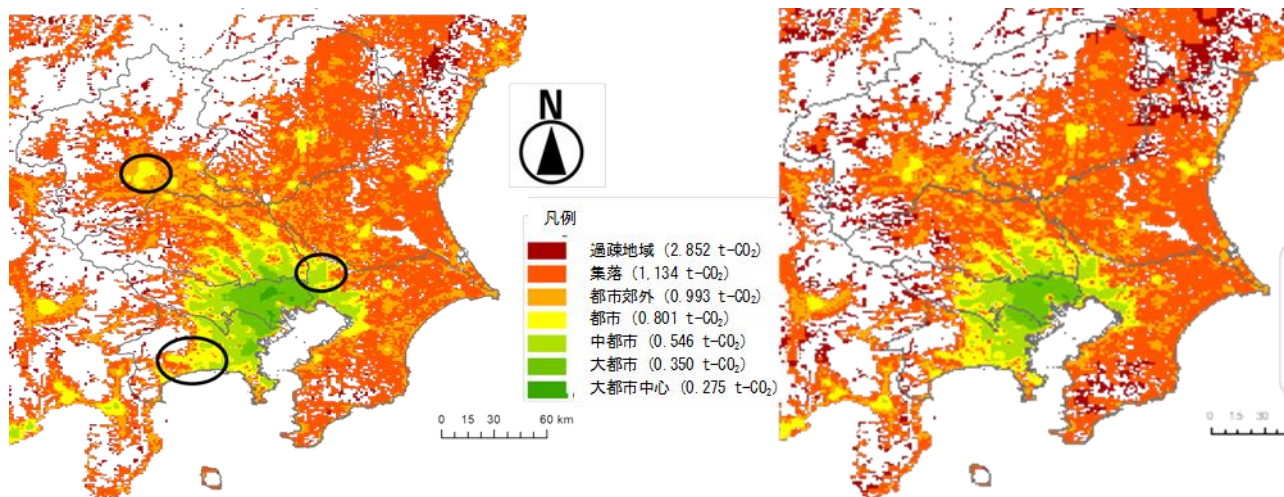 N
凡例
過疎地域 (2.852 t-CO₂)
集落 (1,134 t-CO₂)
都市郊外 (0.993 t-CO₂)
都市 (0.801 t-CO₂)
中都市 (0.546 t-CO₂)
大都市 (0.350 t-CO₂)
大都市中心 (0.275 t-CO₂)
0 15 30 60 km
0 15 30